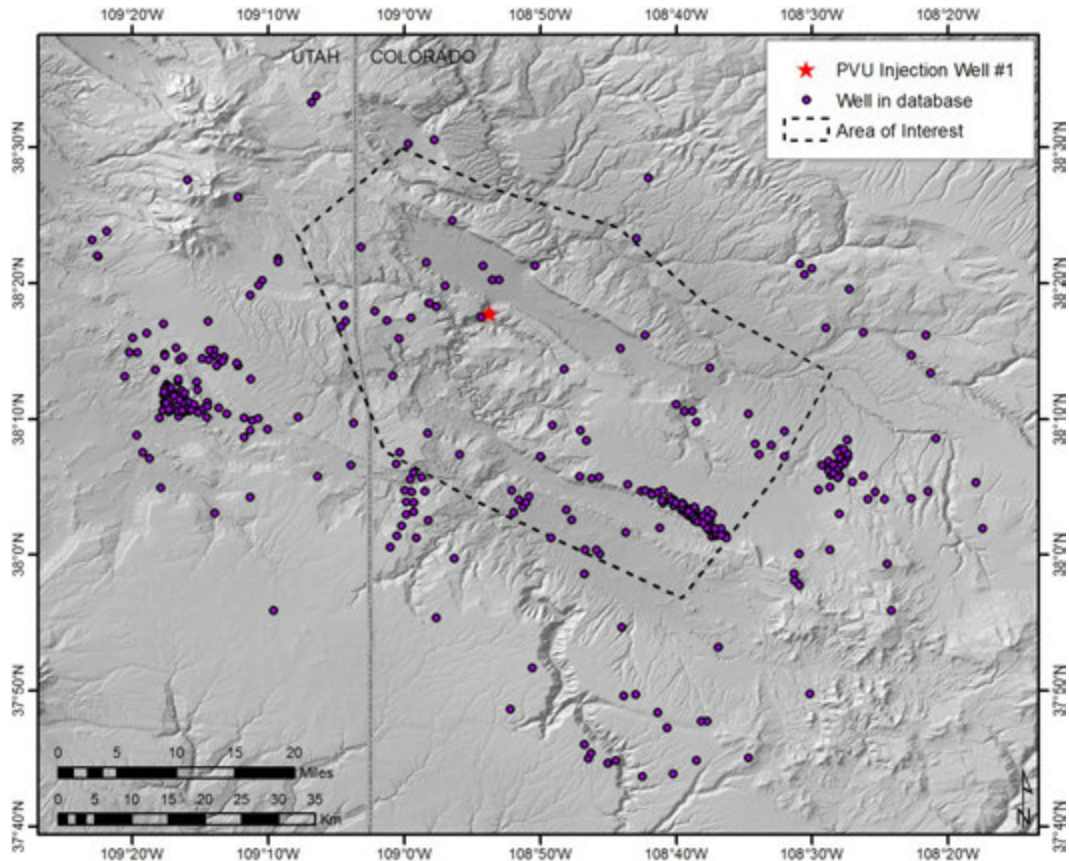 109°20'W 109°10'W 109°0'W 108°50'W 108°40'W 108°30'W 108°20'W
UTAH COLORADO
PVU Injection Well #1
Well in database
Area of Interest
38°30'N 38°30'N
38°20'N 38°20'N
38°10'N 38°10'N
38°0'N 38°0'N
37°50'N 37°50'N
37°40'N 37°40'N
0 5 10 15 20
Miles
0 5 10 15 20 25 30 35
Km
N
109°20'W 109°10'W 109°0'W 108°50'W 108°40'W 108°30'W 108°20'W